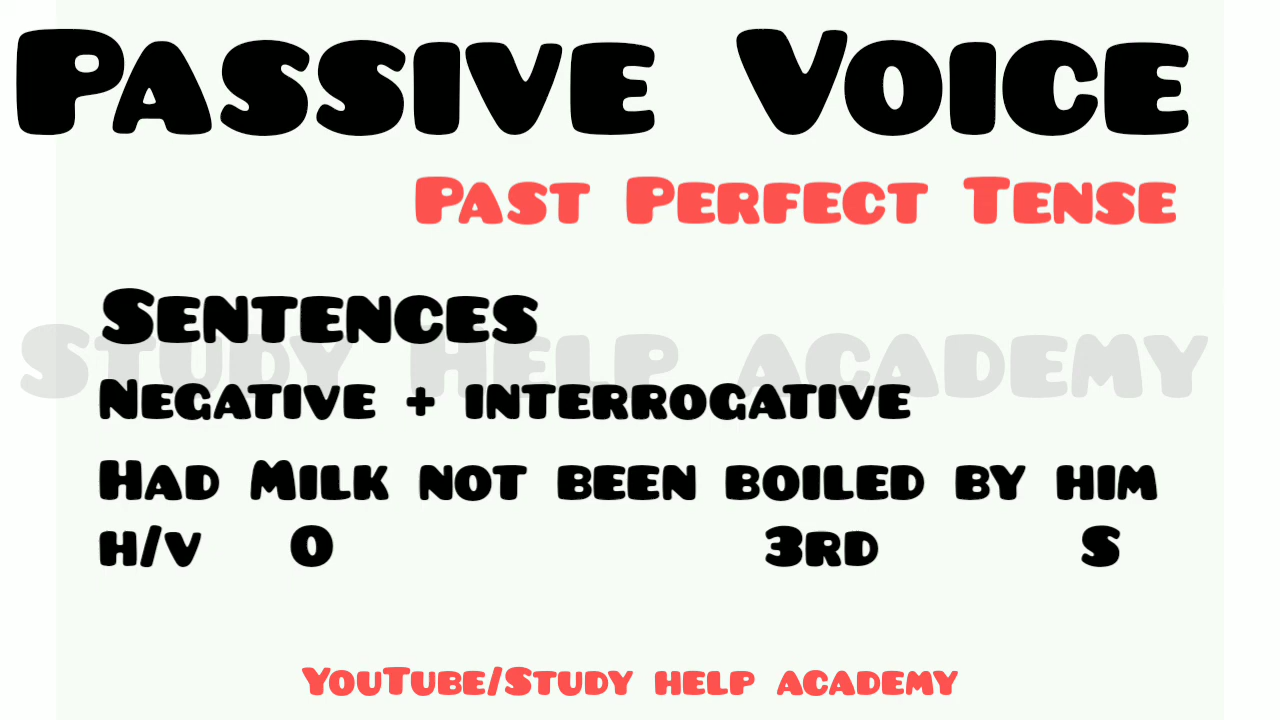 Passive Voice
Past Perfect Tense
Sentences
Study Help academy
Negative + interrogative
Had Milk not been boiled by him
H/v O 3rd S
YouTube/Study help academy